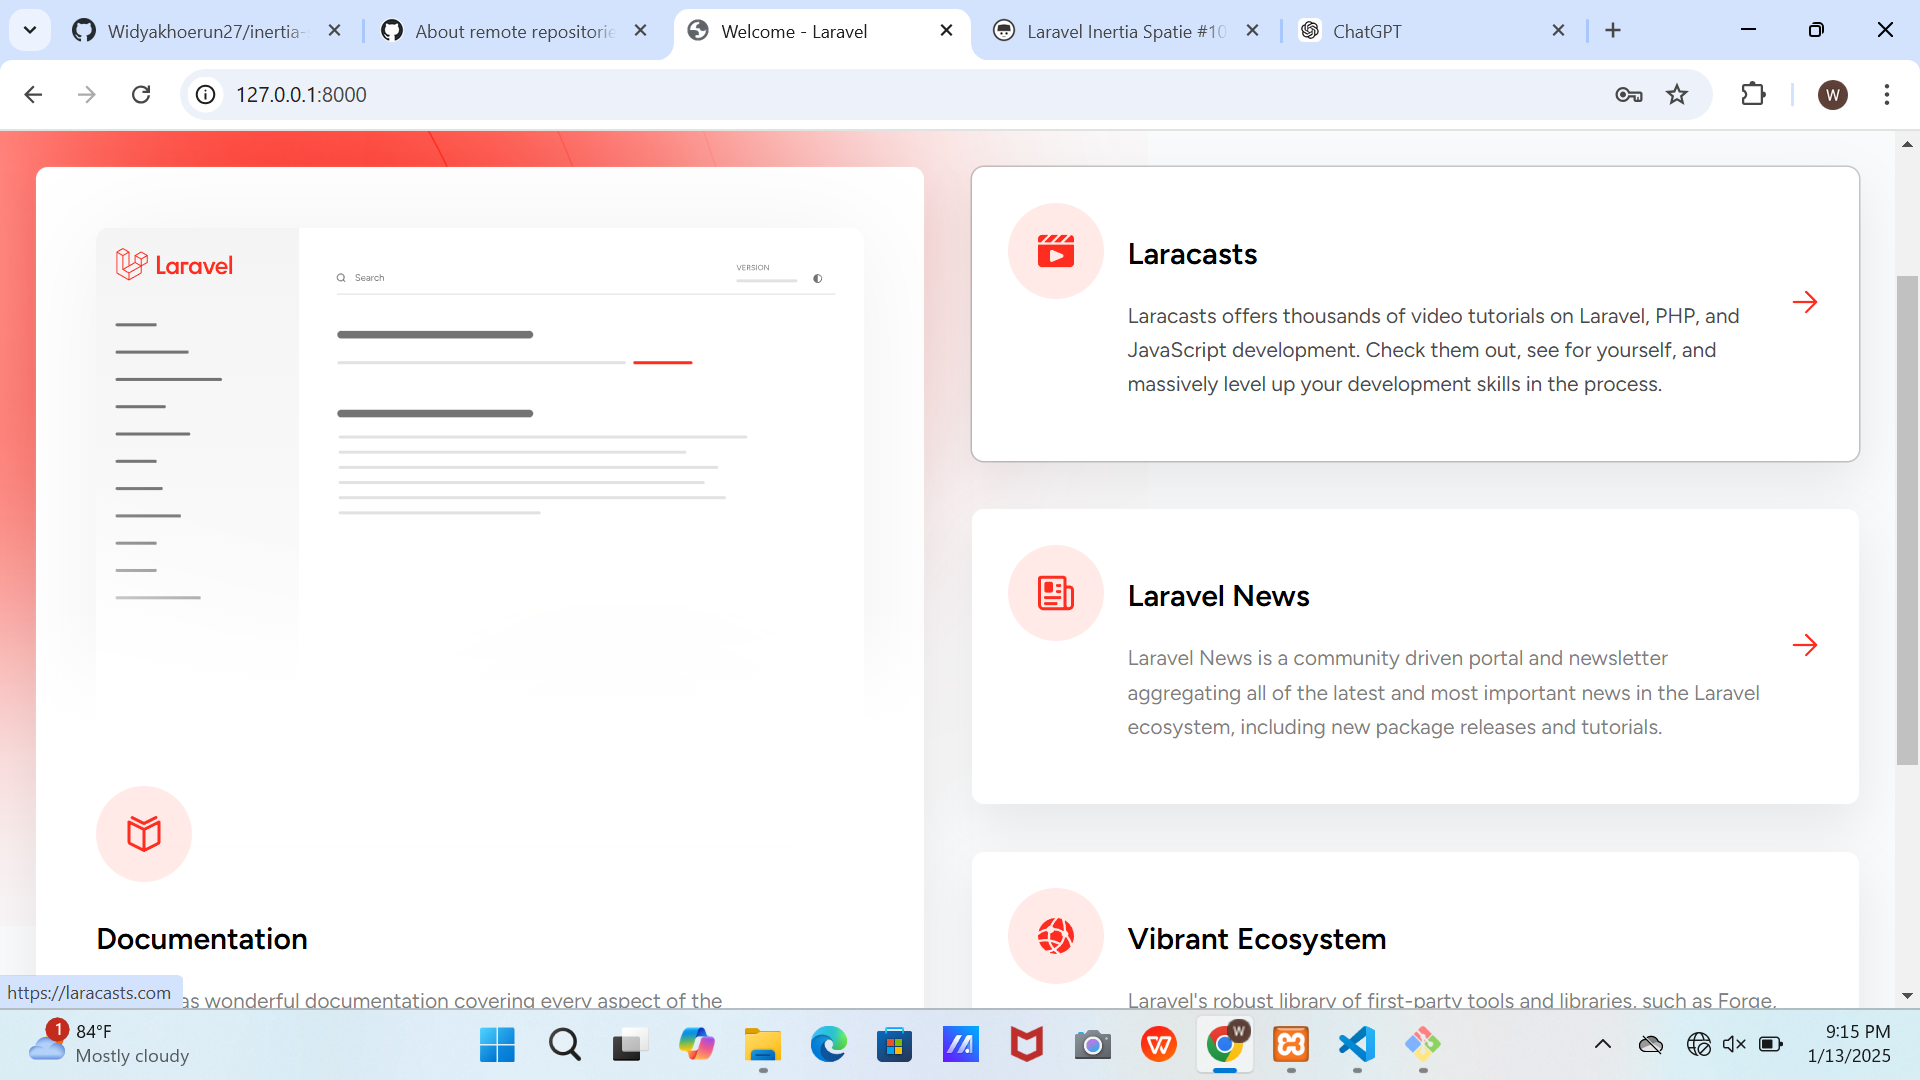 Widyakhoerun27/inertia-
About remote repositorie
Welcome - Laravel
Laravel Inertia Spatie #10
ChatGPT
127.0.0.1:8000
W
Laravel
Search
VERSION
Documentation
as wonderful documentation covering every aspect of the
Laracasts
Laracasts offers thousands of video tutorials on Laravel, PHP, and
JavaScript development. Check them out, see for yourself, and
massively level up your development skills in the process.
Laravel News
Laravel News is a community driven portal and newsletter
aggregating all of the latest and most important news in the Laravel
ecosystem, including new package releases and tutorials.
Vibrant Ecosystem
Laravel's robust library of first-party tools and libraries, such as Forge,
https://laracasts.com
1
84°F
Mostly cloudy
W
9:15 PM
1/13/2025